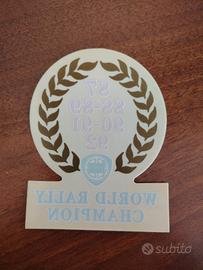 87
88-89
90-91
92
WORLD RALLY
CHAMPION
subito